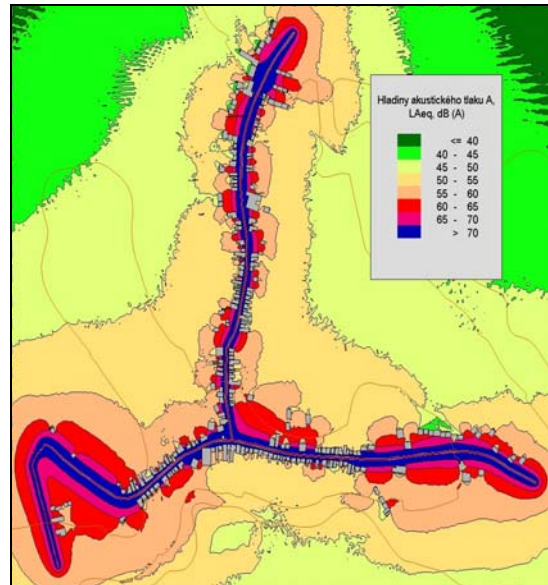 Hladiny akustického tlaku A,
LAeq, dB (A)
<= 40
40 - 45
45 - 50
50 - 55
55 - 60
60 - 65
65 - 70
> 70